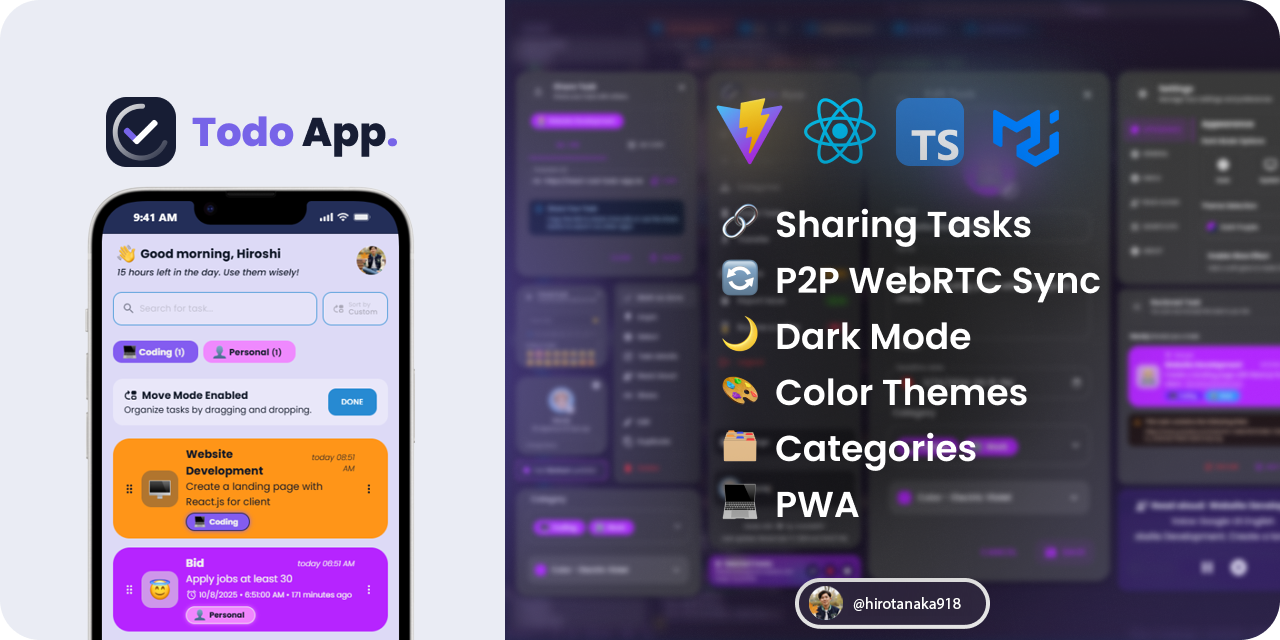 Todo App.
9:41 AM
Good morning, Hiroshi
15 hours left in the day. Use them wisely!
Search for task...
Sort by
Custom
Coding (1)
Personal (1)
Move Mode Enabled
Organize tasks by dragging and dropping.
DONE
Website
Development
today 08:51
AM
Create a landing page with
React.js for client
Coding
Bid
today 06:51 AM
Apply jobs at least 30
10/8/2025 • 6:51:00 AM • 171 minutes ago
Personal
TS
Sharing Tasks
P2P WebRTC Sync
Dark Mode
Color Themes
Categories
PWA
@hirotanaka918
Settings
Appearance
Category